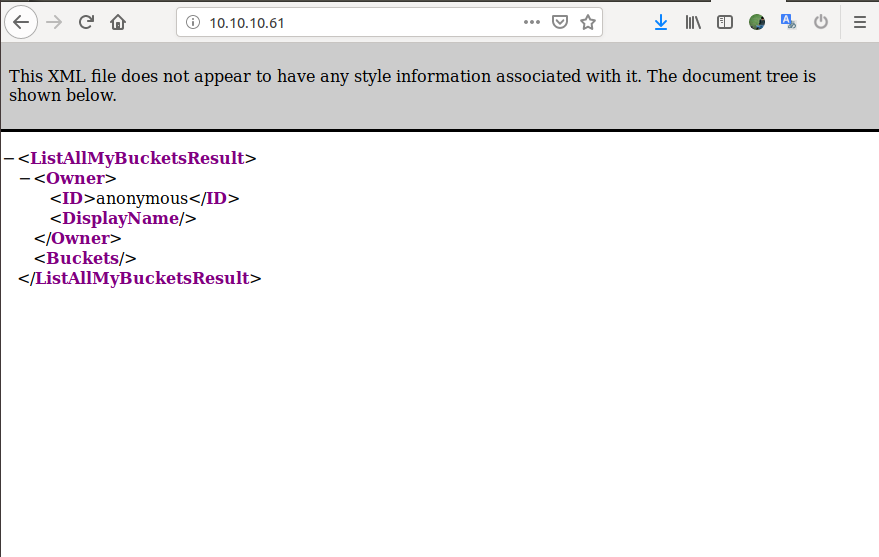 10.10.10.61
This XML file does not appear to have any style information associated with it. The document tree is
shown below.
−<ListAllMyBucketsResult>
−<Owner>
<ID>anonymous</ID>
<DisplayName/>
</Owner>
<Buckets/>
</ListAllMyBucketsResult>